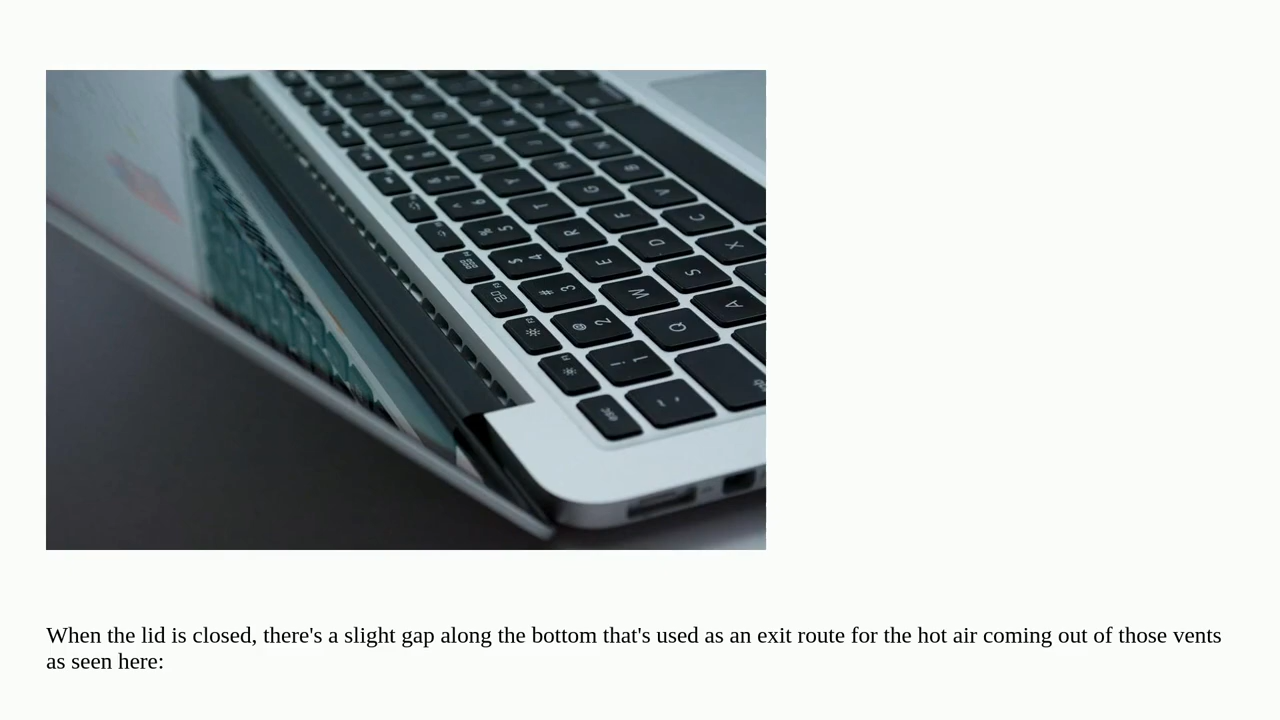 When the lid is closed, there's a slight gap along the bottom that's used as an exit route for the hot air coming out of those vents
as seen here: